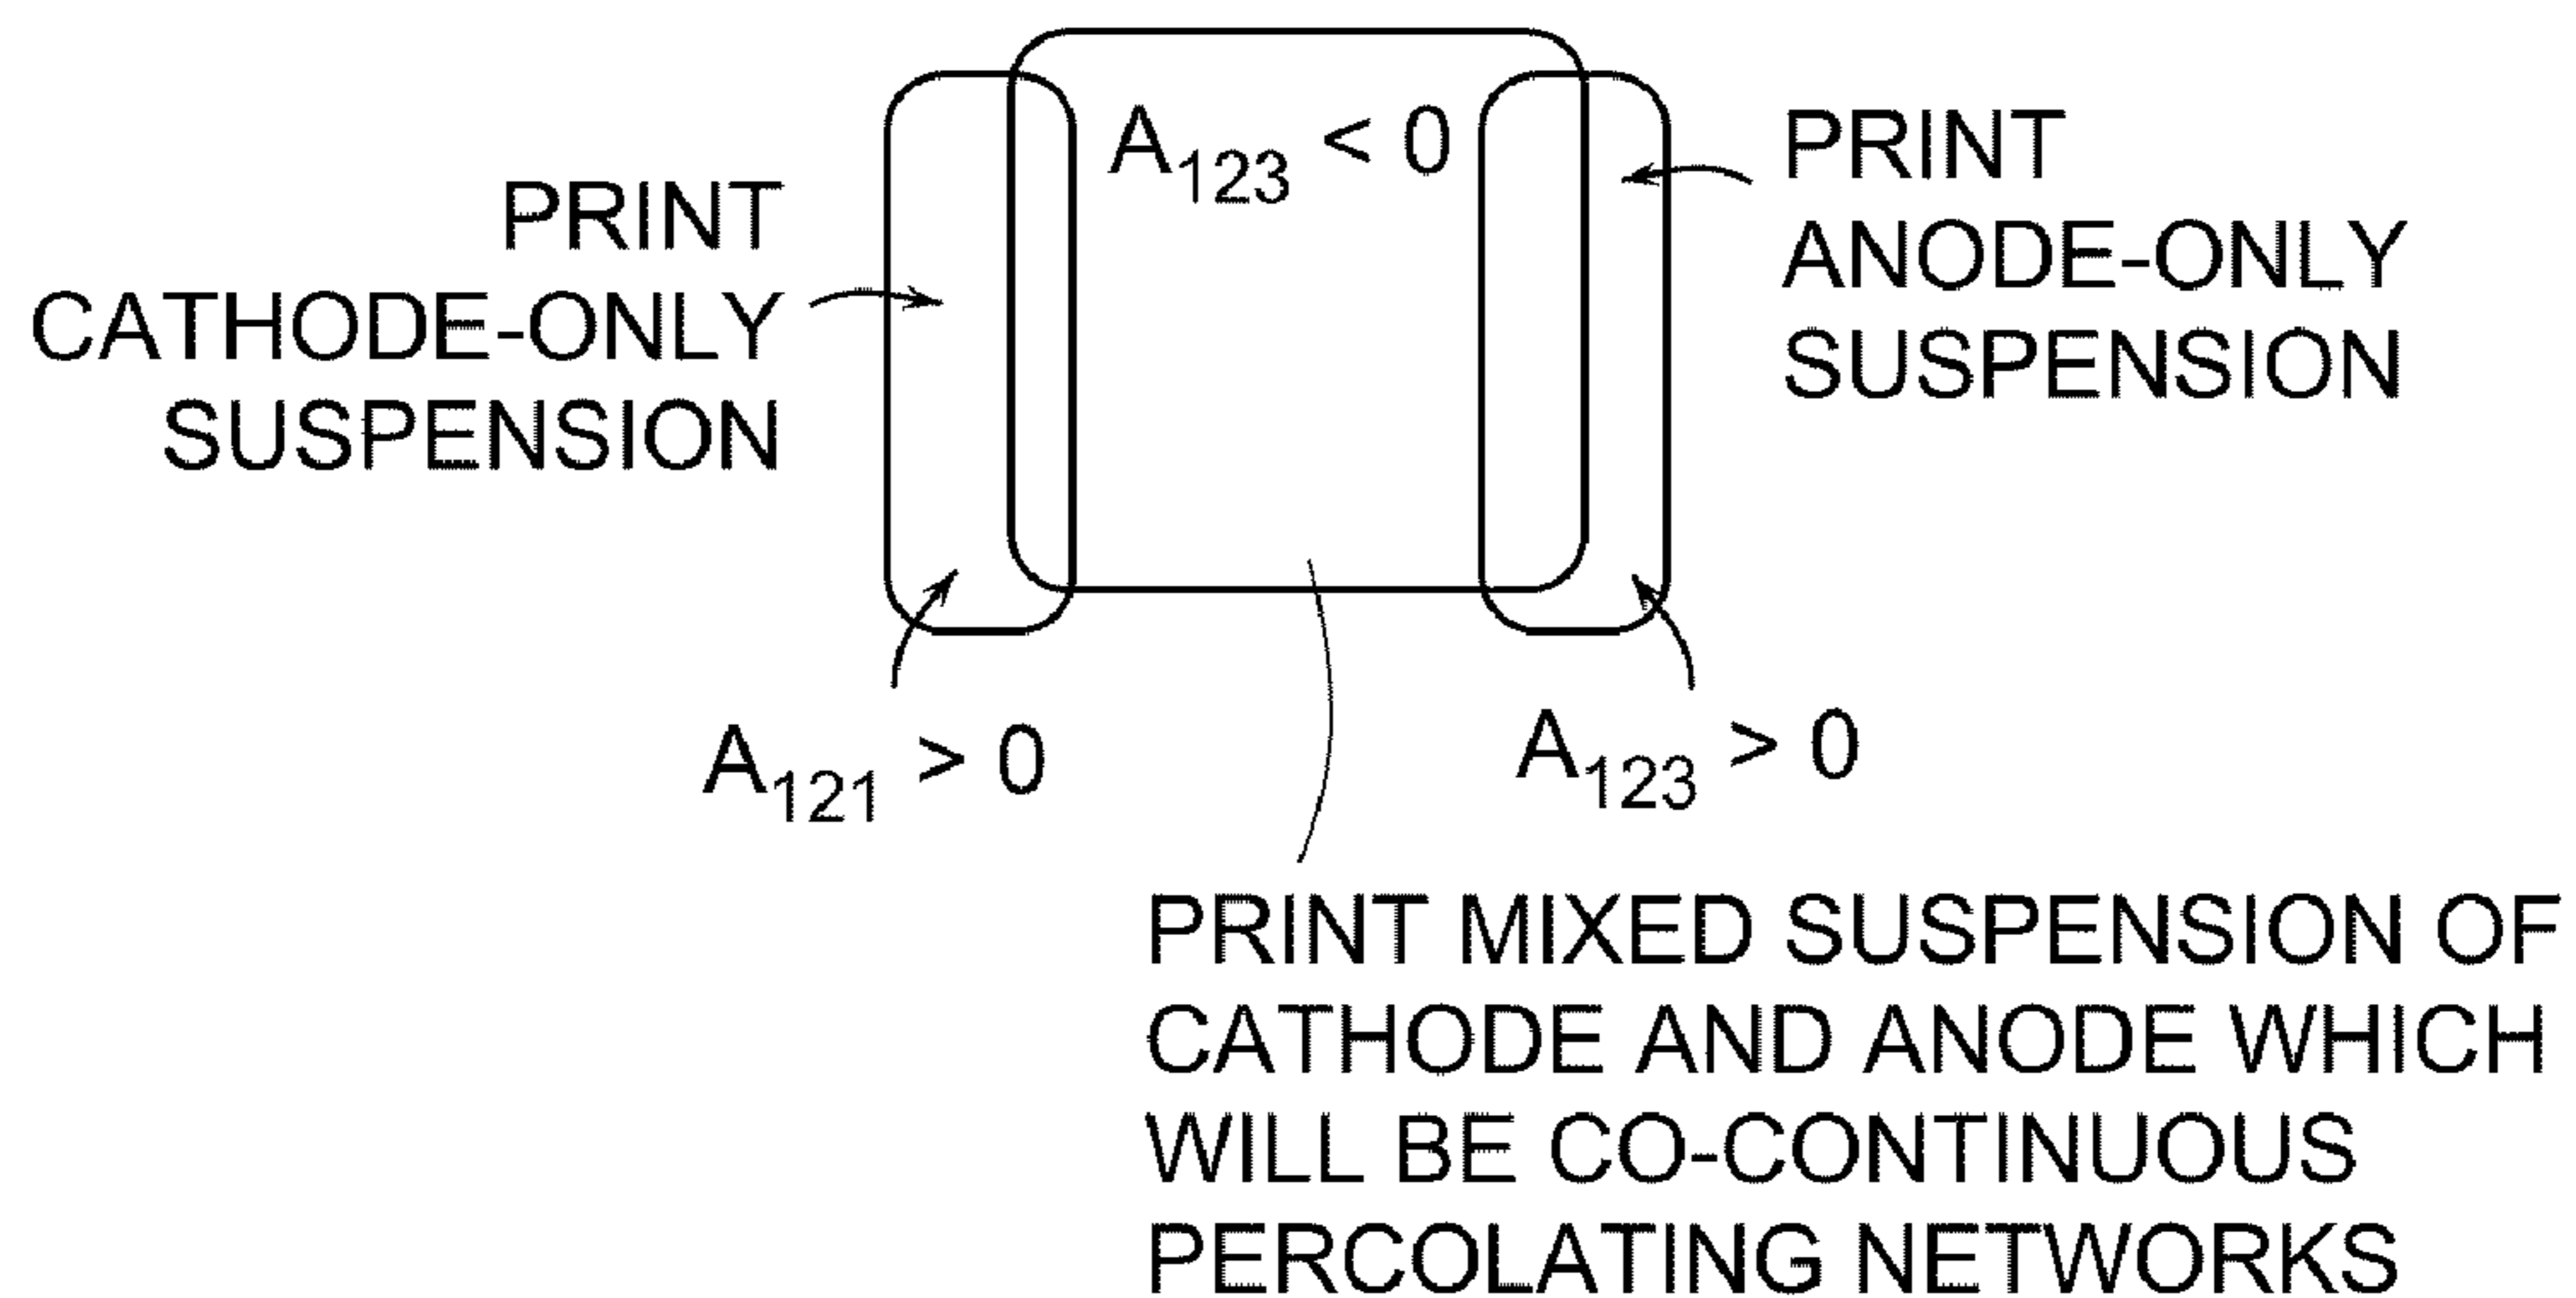 PRINT
CATHODE-ONLY
SUSPENSION
A₁₂₃ < 0
PRINT
ANODE-ONLY
SUSPENSION
A₁₂₁ > 0
A₁₂₃ > 0
PRINT MIXED SUSPENSION OF
CATHODE AND ANODE WHICH
WILL BE CO-CONTINUOUS
PERCOLATING NETWORKS